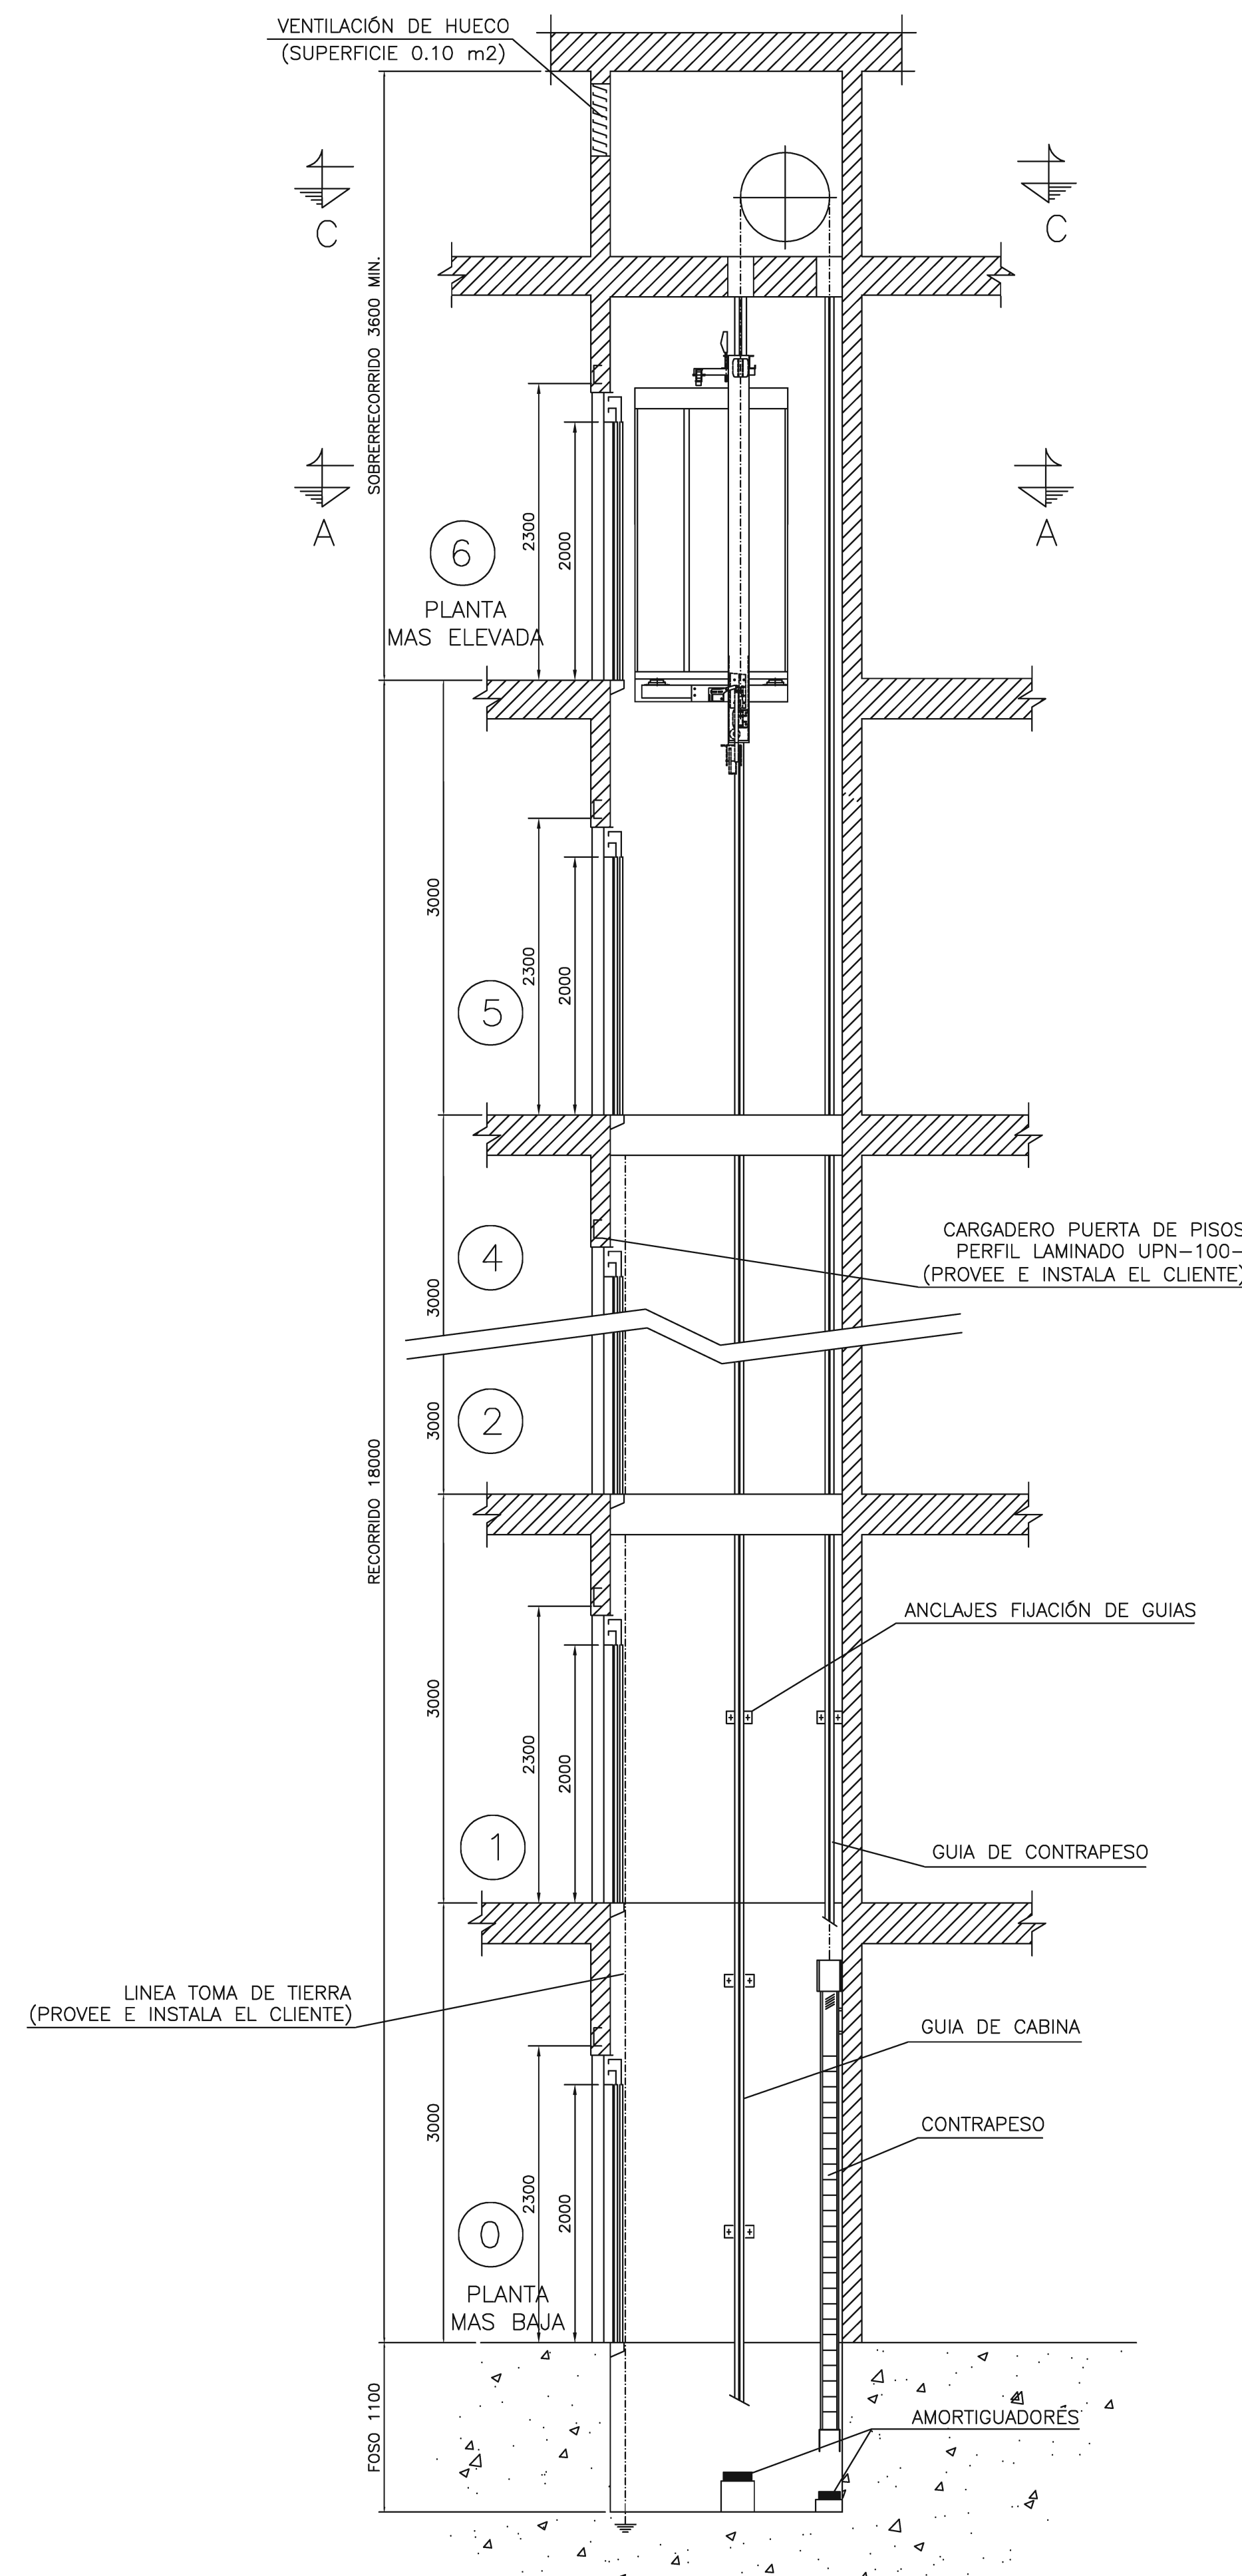 VENTILACIÓN DE HUECO
(SUPERFICIE 0.10 m2)
C
C
SOBRERRECORRIDO 3600 MIN.
A
A
2300
2000
6
PLANTA
MAS ELEVADA
3000
2300
2000
5
CARGADERO PUERTA DE PISOS
PERFIL LAMINADO UPN-100-
(PROVEE E INSTALA EL CLIENTE)
4
3000
3000
2
RECORRIDO 18000
ANCLAJES FIJACIÓN DE GUIAS
3000
2300
2000
1
GUIA DE CONTRAPESO
LINEA TOMA DE TIERRA
(PROVEE E INSTALA EL CLIENTE)
GUIA DE CABINA
3000
CONTRAPESO
2300
2000
0
PLANTA
MAS BAJA
FOSO 1100
AMORTIGUADORES